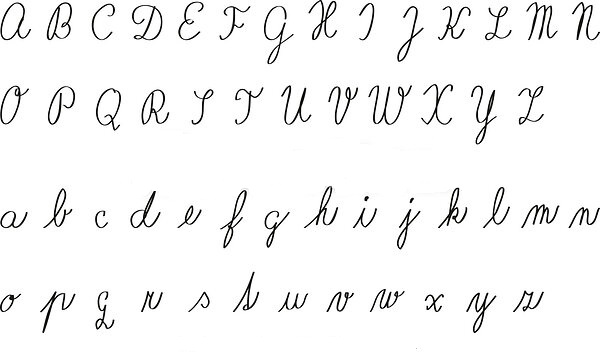 A B C D E F G H I J K L M N
O P Q R S T U V W X Y Z
a b c d e f g h i j k l m n
o p q r s t u v w x y z